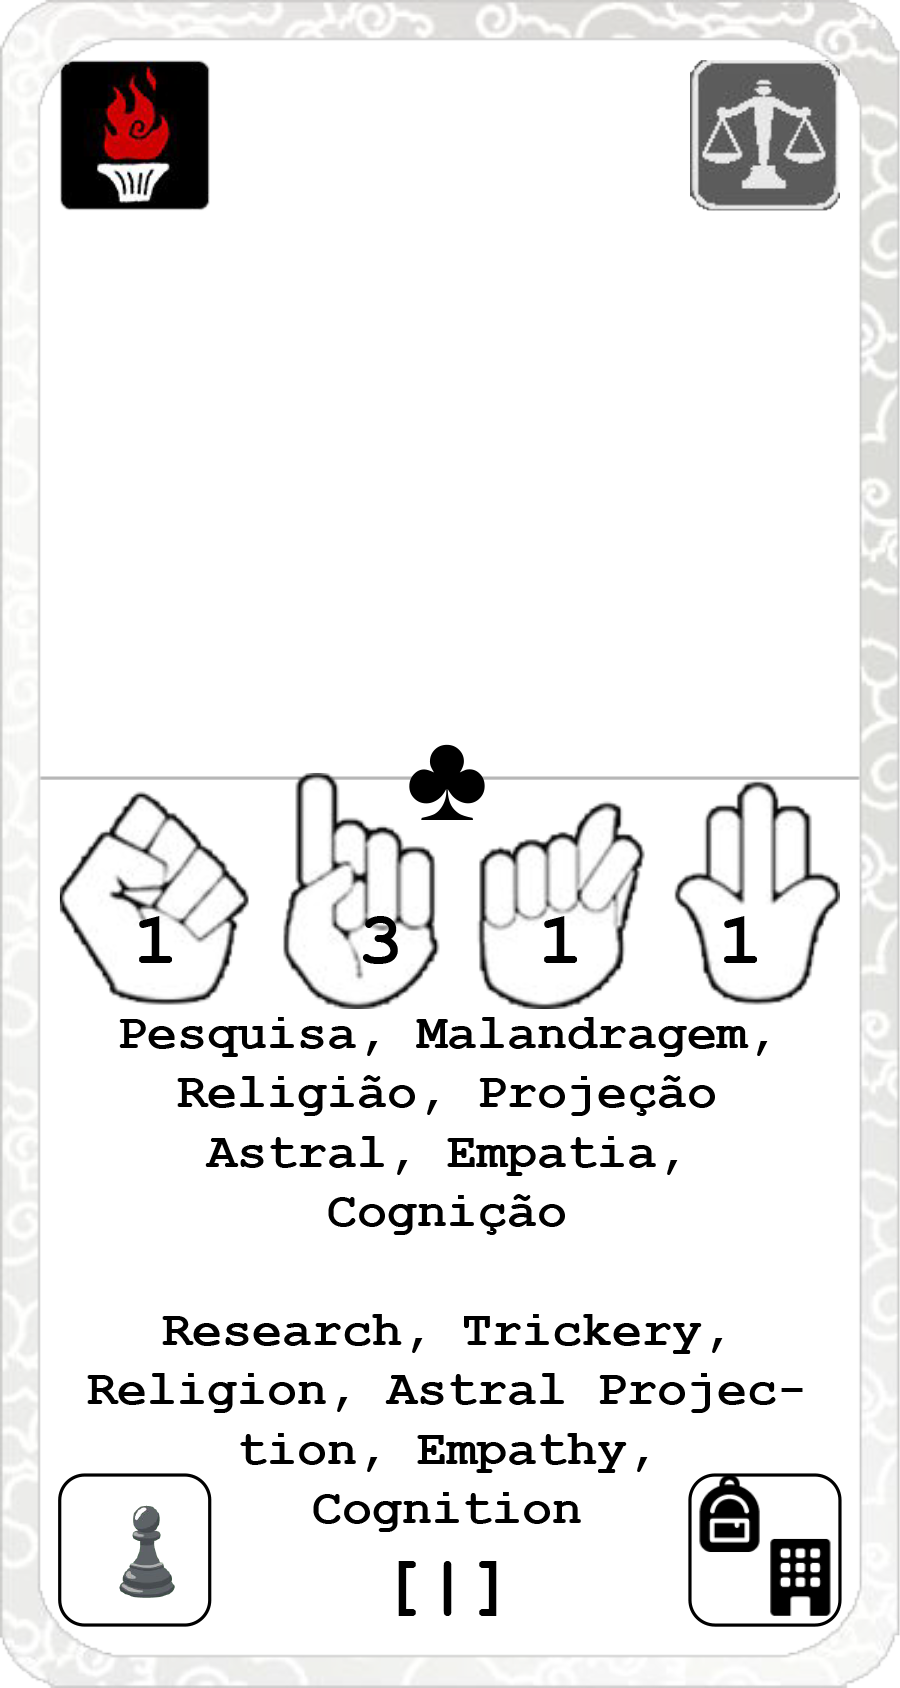 1 3 1 1
Pesquisa, Malandragem,
Religião, Projeção
Astral, Empatia,
Cognição
Research, Trickery,
Religion, Astral Projec-
tion, Empathy,
Cognition
[|]